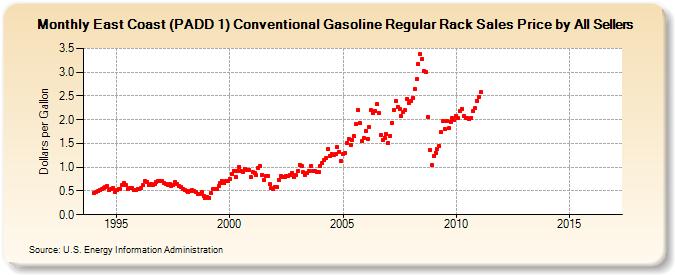 Monthly East Coast (PADD 1) Conventional Gasoline Regular Rack Sales Price by All Sellers
Dollars per Gallon
3.5
3.0
2.5
2.0
1.5
1.0
0.5
0.0
1995 2000 2005 2010 2015
Source: U.S. Energy Information Administration